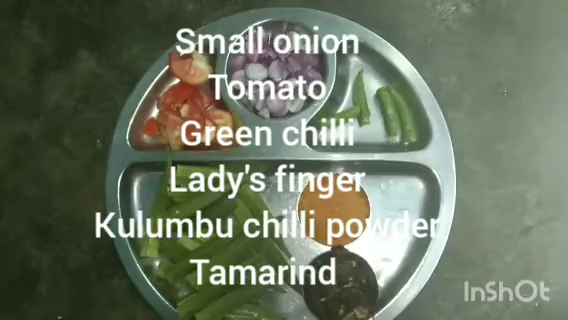 Small onion
Tomato
Green chilli
Lady's finger
Kulumbu chilli powder
Tamarind
InShOt